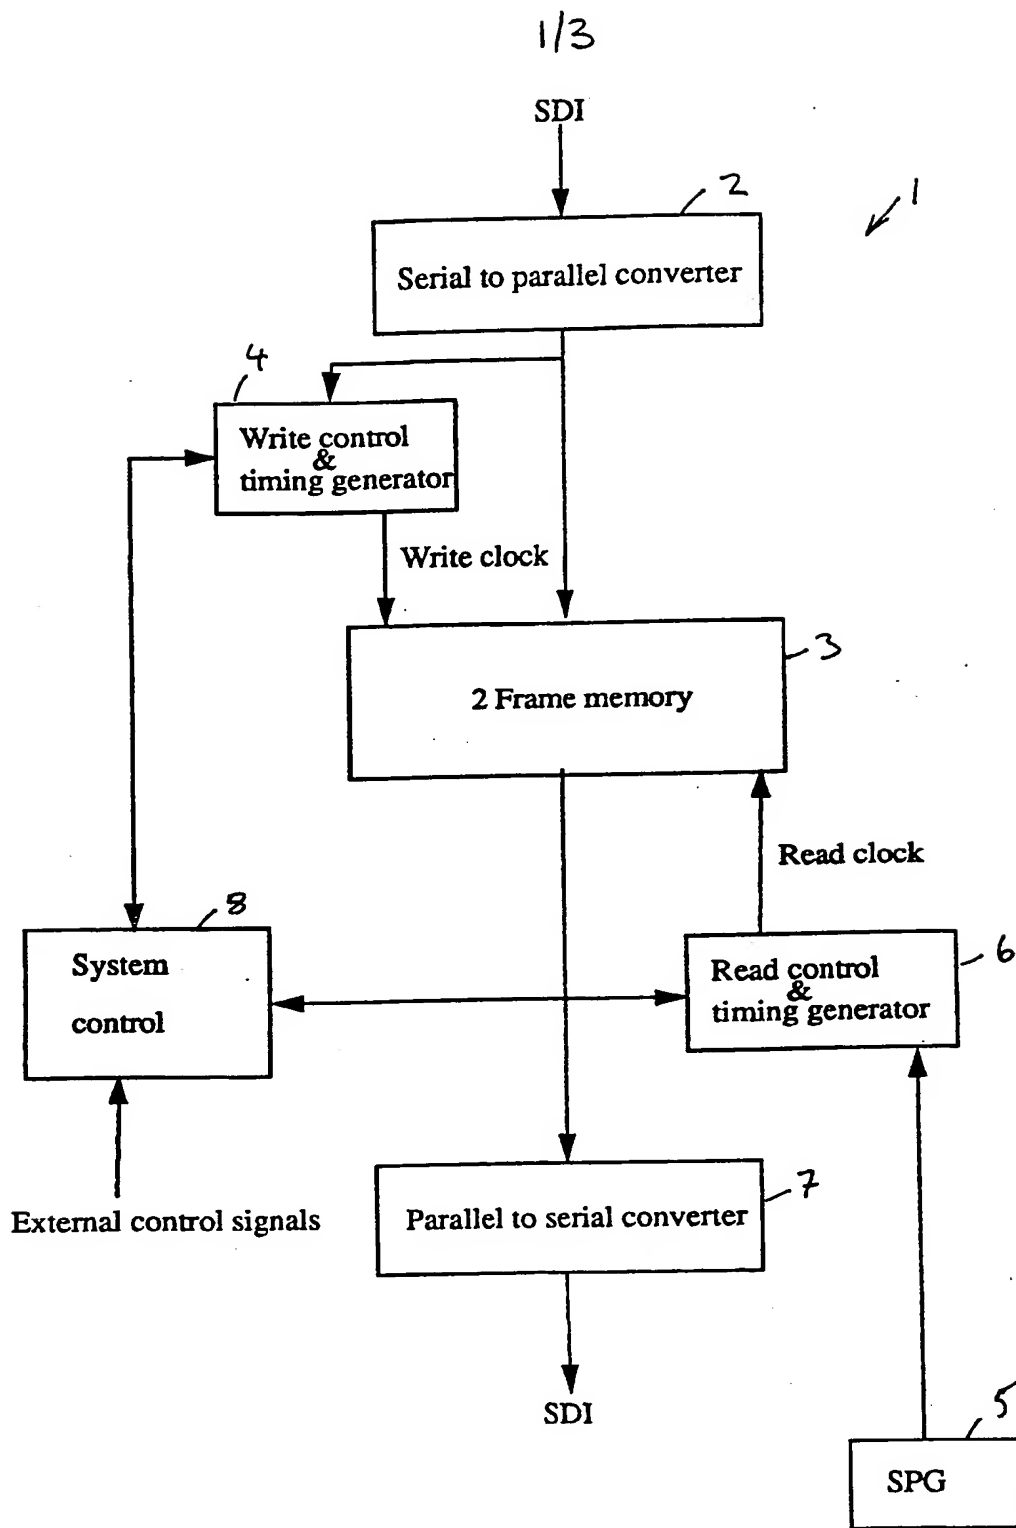 1/3
SDI
2
1
Serial to parallel converter
4
Write control
&
timing generator
Write clock
3
2 Frame memory
Read clock
8
System
control
6
Read control
&
timing generator
7
External control signals
Parallel to serial converter
SDI
5
SPG